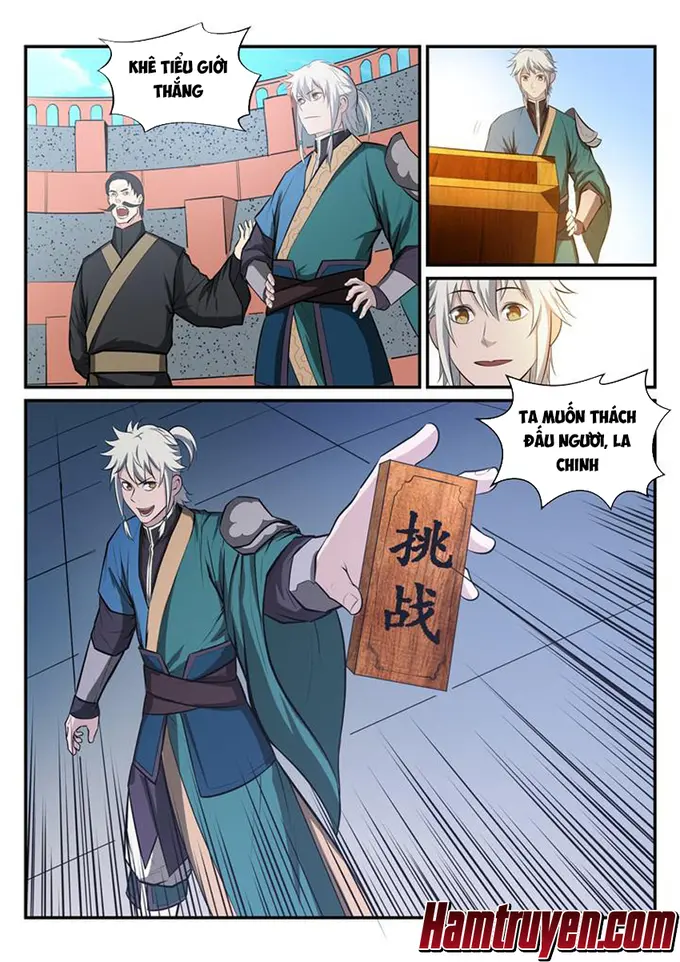 KHÊ TIỂU GIỚI
THẮNG
TA MUỐN THÁCH
ĐẤU NGƯƠI, LA
CHINH
挑
战
Hamtruyen.com